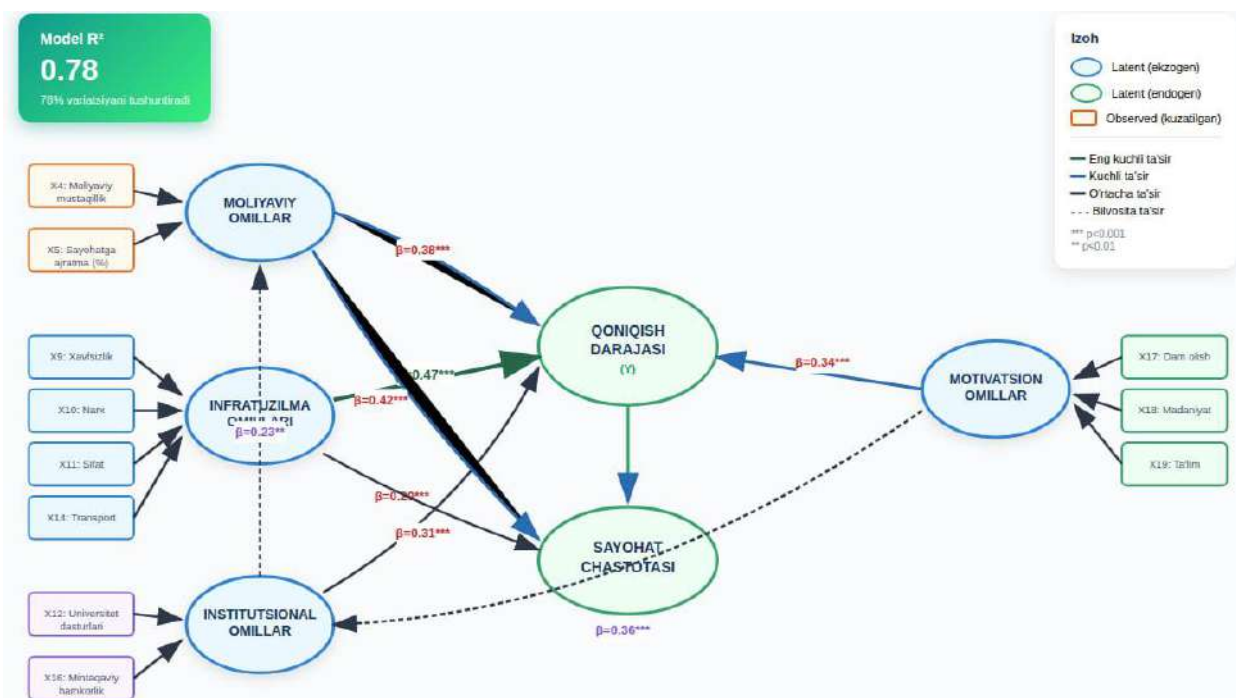 Model R²
0.78
78% variatsiyani tushuntiradi
Izoh
Latent (ekzogen)
Latent (endogen)
Observed (kuzatilgan)
Eng kuchli ta'sir
Kuchli ta'sir
O'rtacha ta'sir
Bilvosita ta'sir
*** p<0.001
** p<0.01
X4: Moliyaviy
mustaqillik
X5: Sayohatga
ajratma (%)
MOLIYAVIY
OMILLAR
β=0.38***
X9: Xavfsizlik
X10: Narx
X11: Sifat
X14: Transport
INFRATUZILMA
OMILLARI
β=0.23**
0.47***
β=0.42***
QONIQISH
DARAJASI
(Y)
β=0.34***
MOTIVATSION
OMILLAR
X17: Dam olish
X18: Madaniyat
X19: Ta'lim
β=0.29***
β=0.31***
SAYOHAT
CHASTOTASI
β=0.36***
X12: Universitet
dasturlari
X16: Mintaqaviy
hamkorlik
INSTITUTSIONAL
OMILLAR